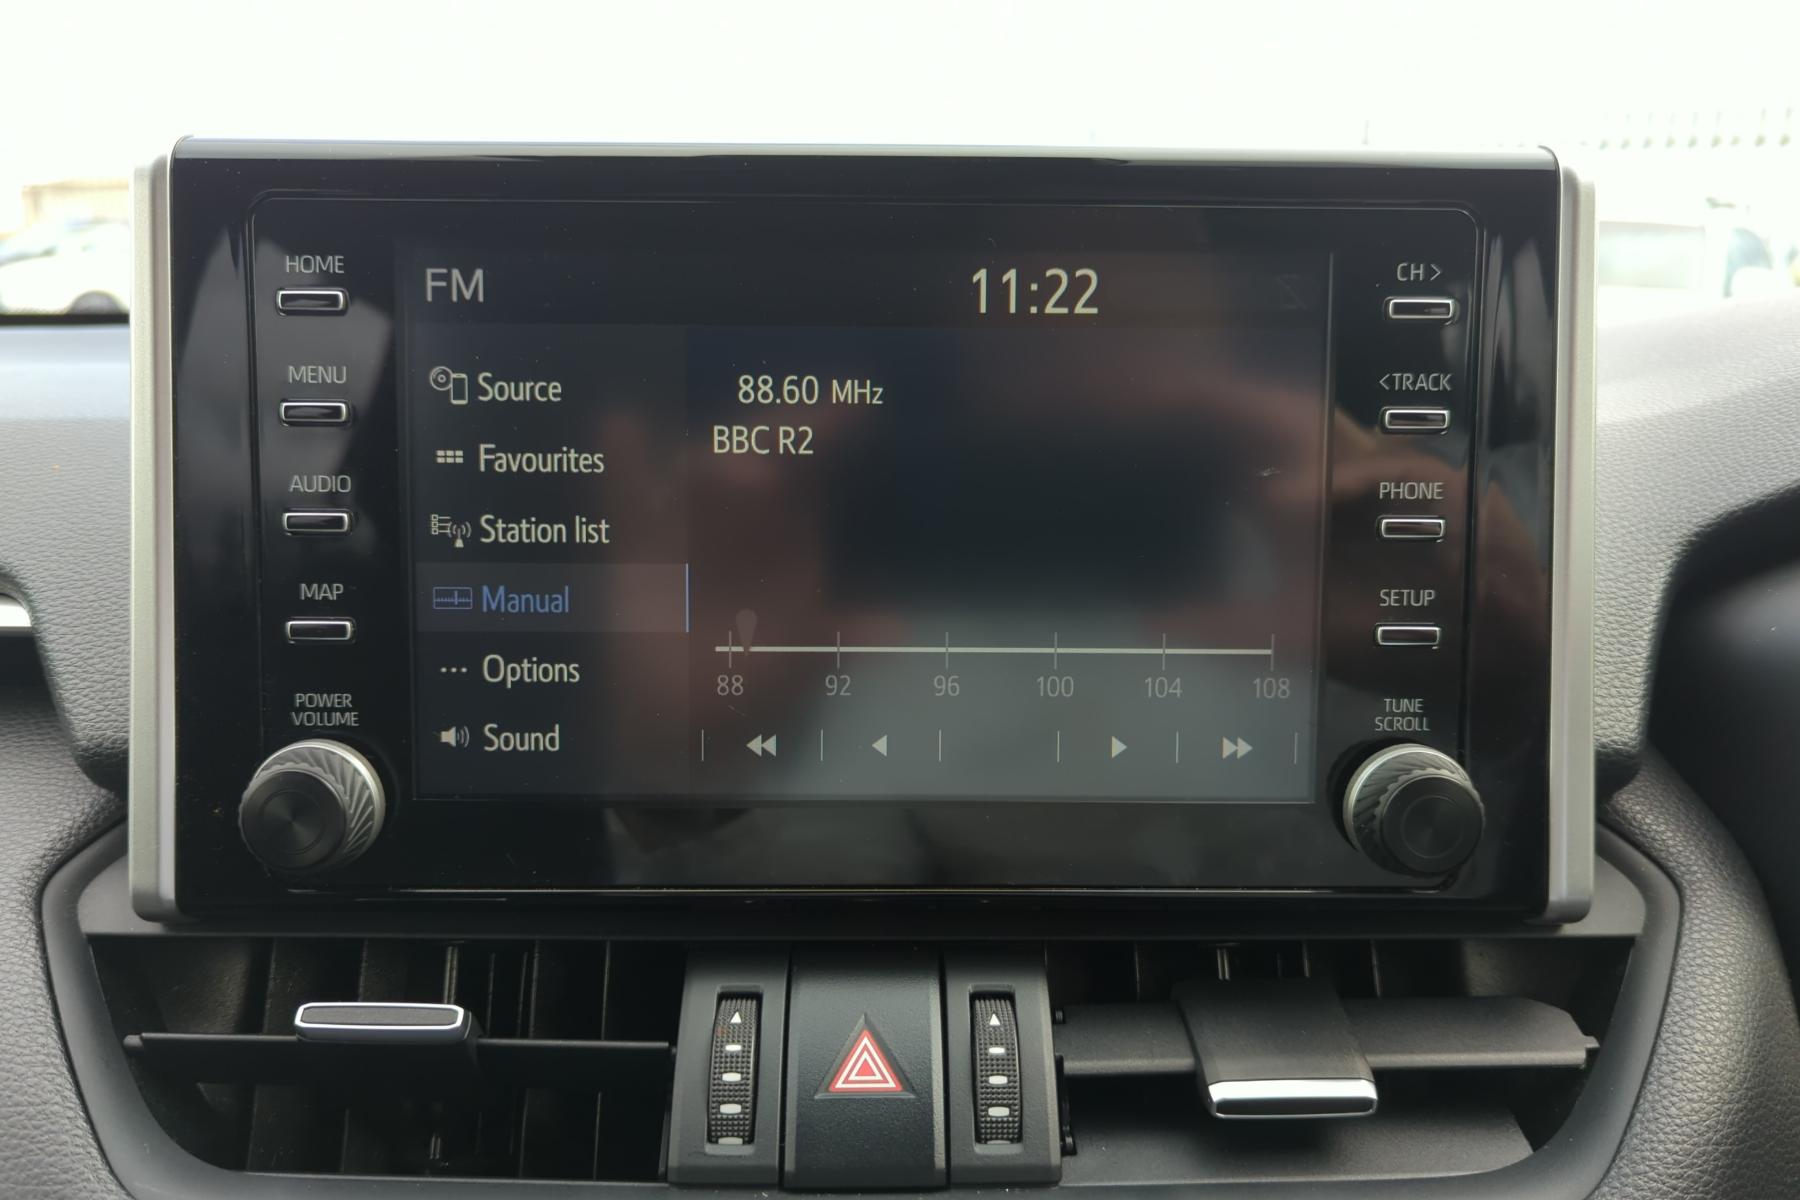 HOME
MENU
AUDIO
MAP
POWER
VOLUME
FM
11:22
Source
Favourites
Station list
Manual
Options
Sound
88.60 MHz
BBC R2
88 92 96 100 104 108
CH >
< TRACK
PHONE
SETUP
TUNE
SCROLL